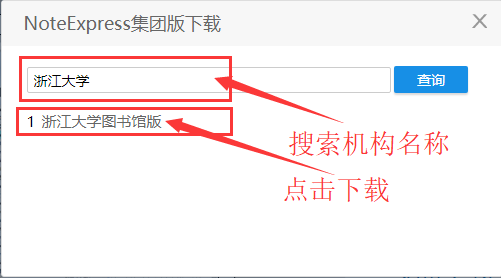 NoteExpress集团版下载
浙江大学
查询
1 浙江大学图书馆版
搜索机构名称
点击下载